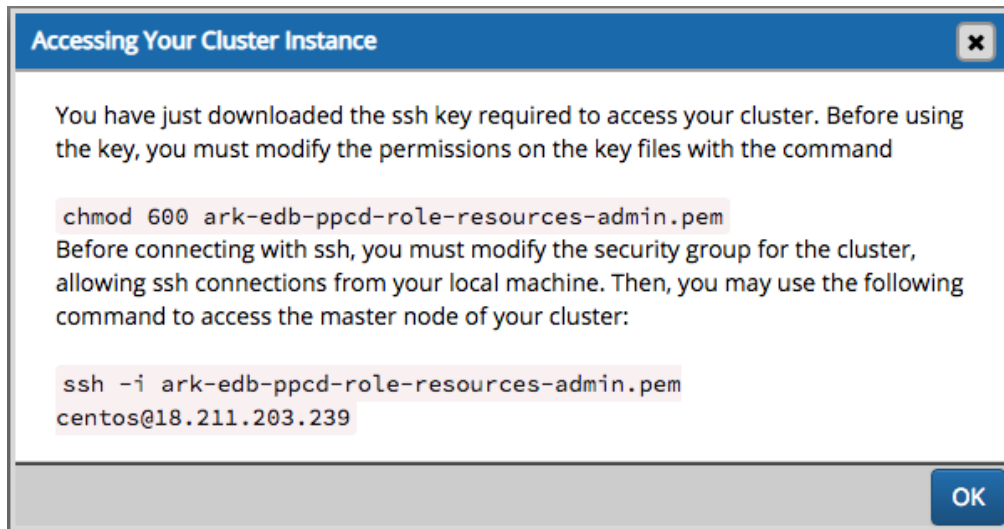 Accessing Your Cluster Instance
You have just downloaded the ssh key required to access your cluster. Before using
the key, you must modify the permissions on the key files with the command
chmod 600 ark-edb-ppcd-role-resources-admin.pem
Before connecting with ssh, you must modify the security group for the cluster,
allowing ssh connections from your local machine. Then, you may use the following
command to access the master node of your cluster:
ssh -i ark-edb-ppcd-role-resources-admin.pem
centos@18.211.203.239
OK